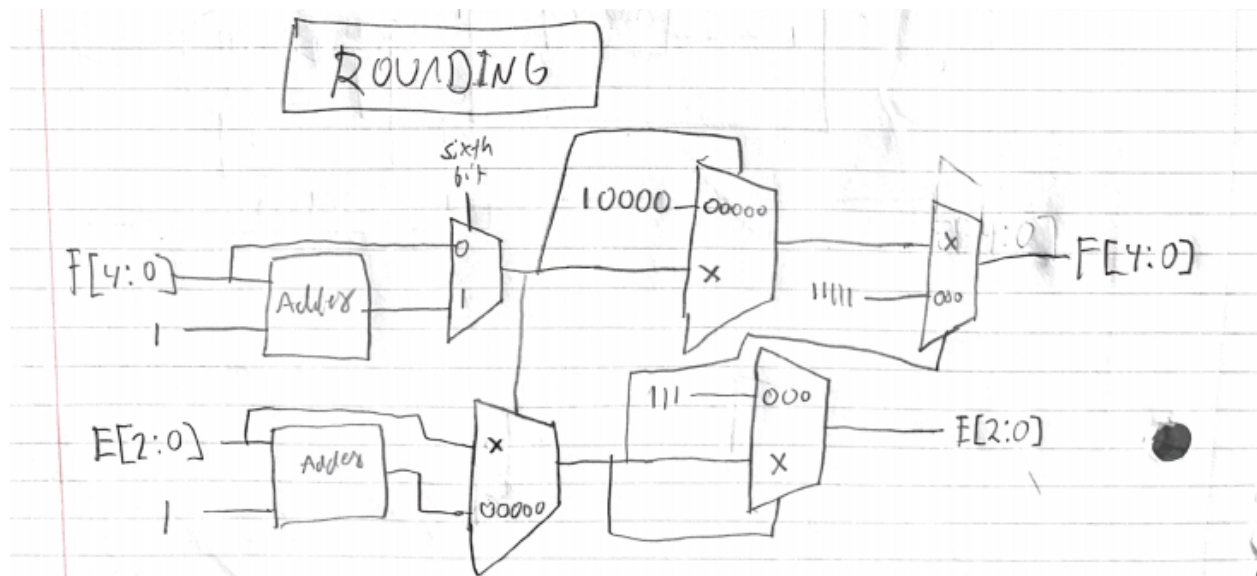 ROUNDING
sixth
bit
F[4:0]
1
Adder
0
1
10000
00000
X
X
11111
000
F[4:0]
E[2:0]
1
Adder
X
00000
111
000
X
E[2:0]